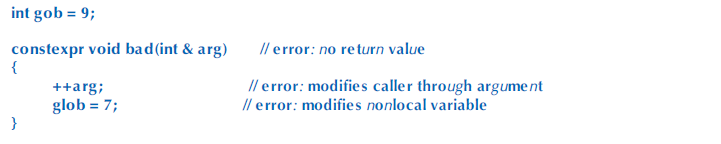 int gob = 9;
constexpr void bad(int & arg) // error: no return value
{
++arg; // error: modifies caller through argument
glob = 7; // error: modifies nonlocal variable
}